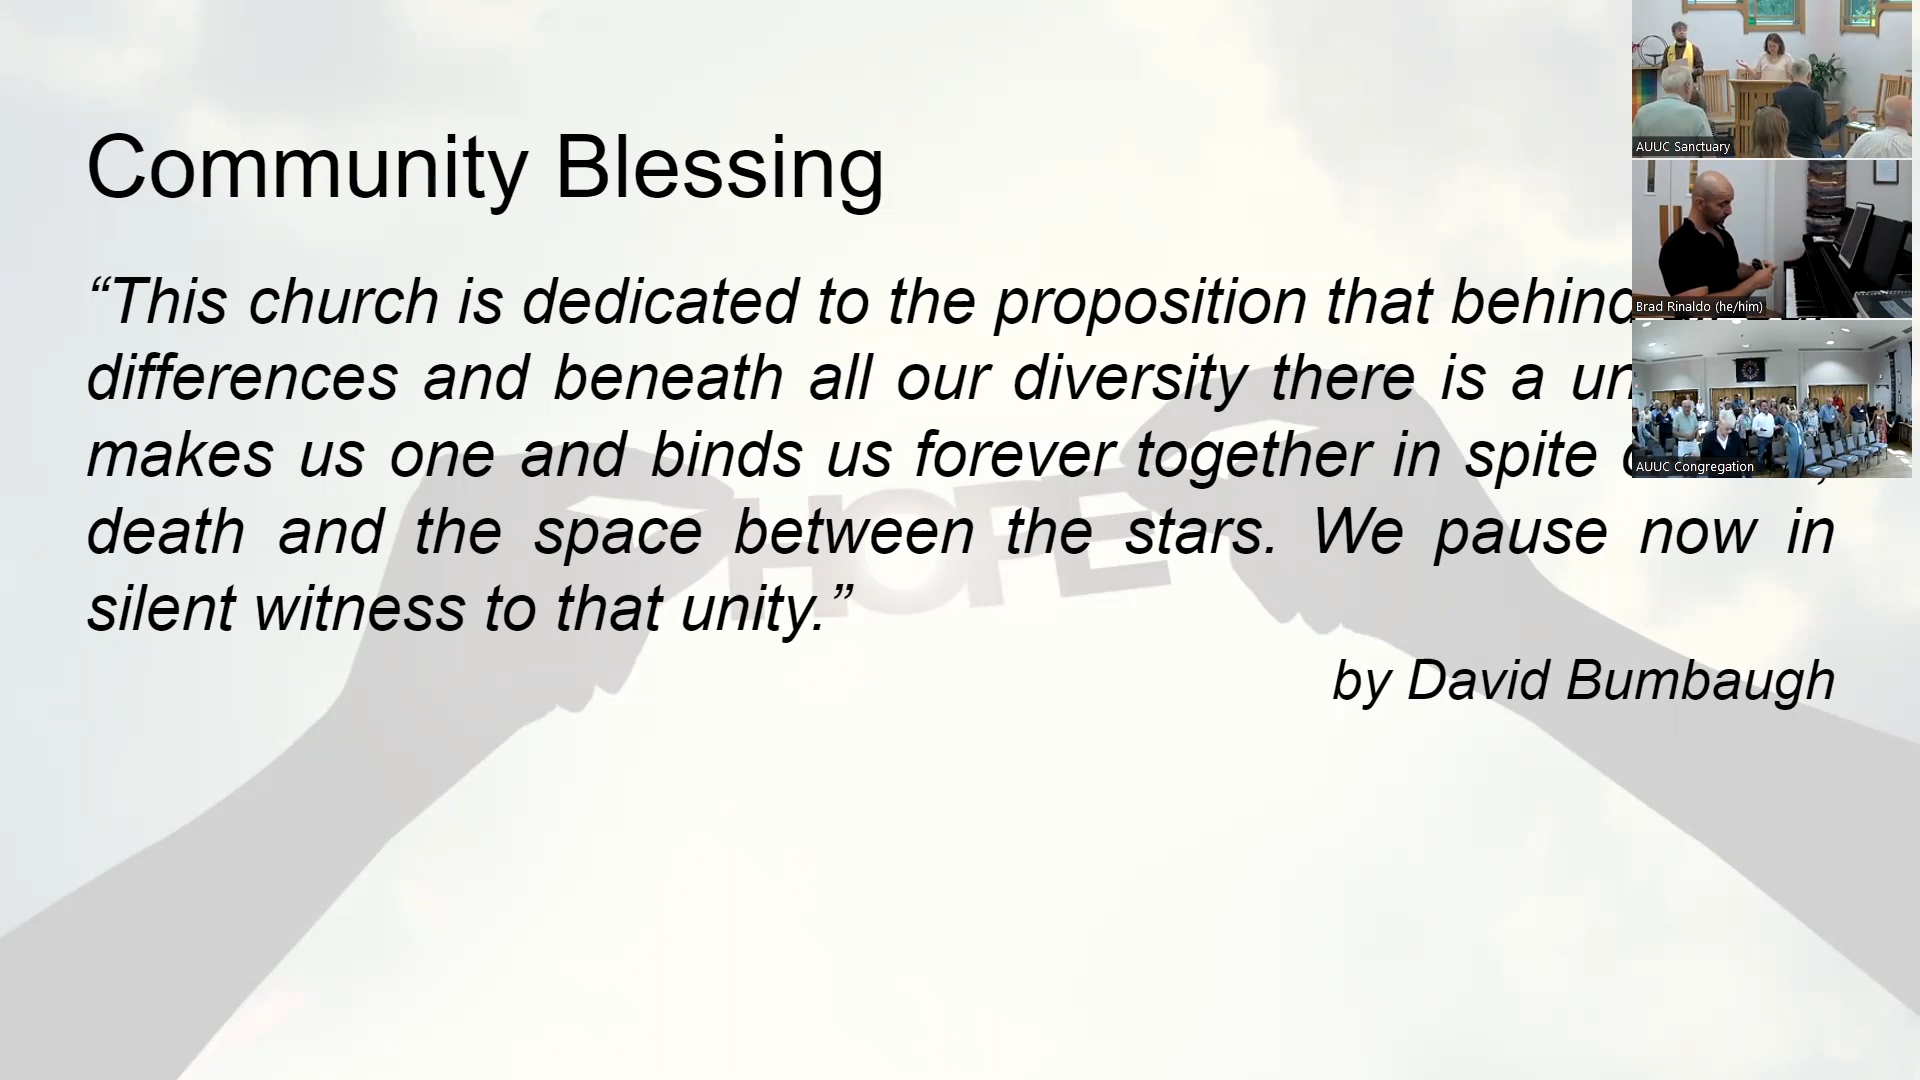 Community Blessing
“This church is dedicated to the proposition that behind
differences and beneath all our diversity there is a
makes us one and binds us forever together in spite
death and the space between the stars. We pause now in
silent witness to that unity.”
by David Bumbaugh
HOPE
AUUC Sanctuary
Brad Rinaldo (he/him)
AUUC Congregation